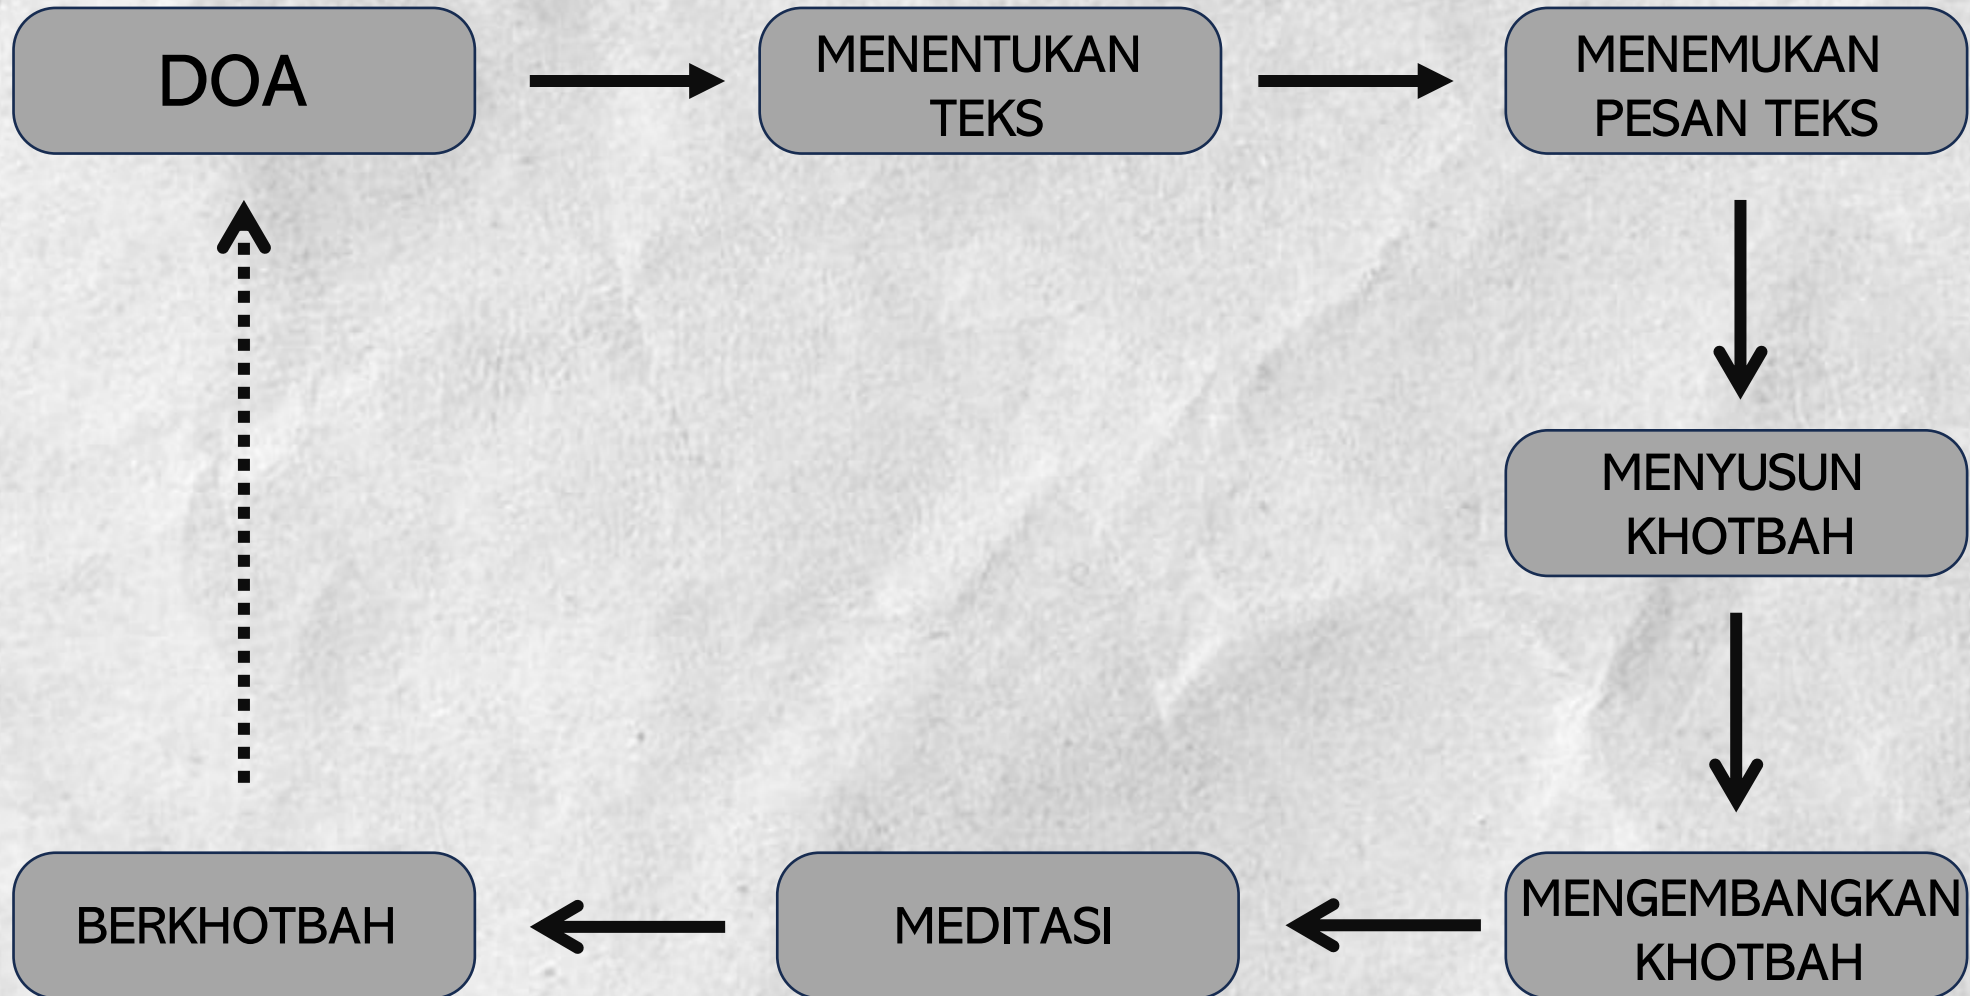 DOA
MENENTUKAN
TEKS
MENEMUKAN
PESAN TEKS
MENYUSUN
KHOTBAH
MENGEMBANGKAN
KHOTBAH
MEDITASI
BERKHOTBAH